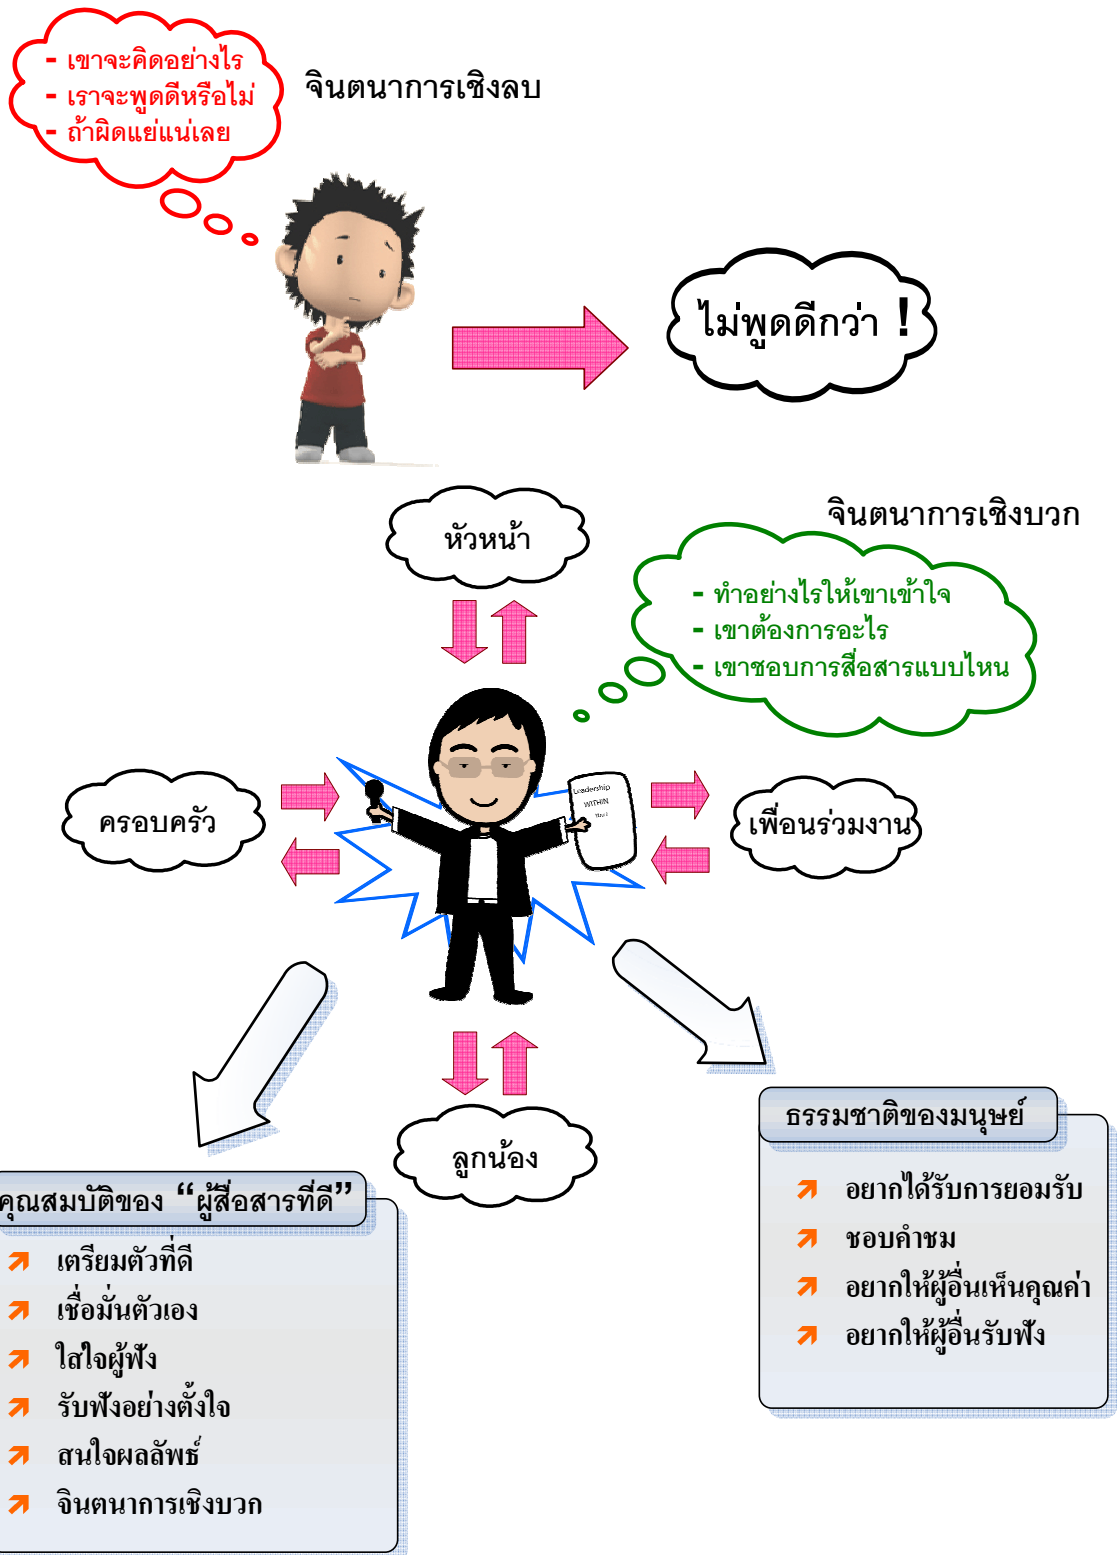 - เขาจะคิดอย่างไร
- เราจะพูดดีหรือไม่
- ถ้าผิดแย่แน่เลย
จินตนาการเชิงลบ
ไม่พูดดีกว่า !
หัวหน้า
จินตนาการเชิงบวก
- ทำอย่างไรให้เขาเข้าใจ
- เขาต้องการอะไร
- เขาชอบการสื่อสารแบบไหน
ครอบครัว
Leadership
WITHIN
You!
เพื่อนร่วมงาน
ลูกน้อง
คุณสมบัติของ “ผู้สื่อสารที่ดี”
เตรียมตัวที่ดี
เชื่อมั่นตัวเอง
ใส่ใจผู้ฟัง
รับฟังอย่างตั้งใจ
สนใจผลลัพธ์
จินตนาการเชิงบวก
ธรรมชาติของมนุษย์
อยากได้รับการยอมรับ
ชอบคำชม
อยากให้ผู้อื่นเห็นคุณค่า
อยากให้ผู้อื่นรับฟัง